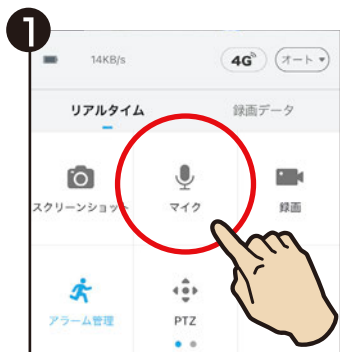 1
14KB/s 4G オート
リアルタイム 録画データ
スクリーンショット マイク 録画
アラーム管理 PTZ